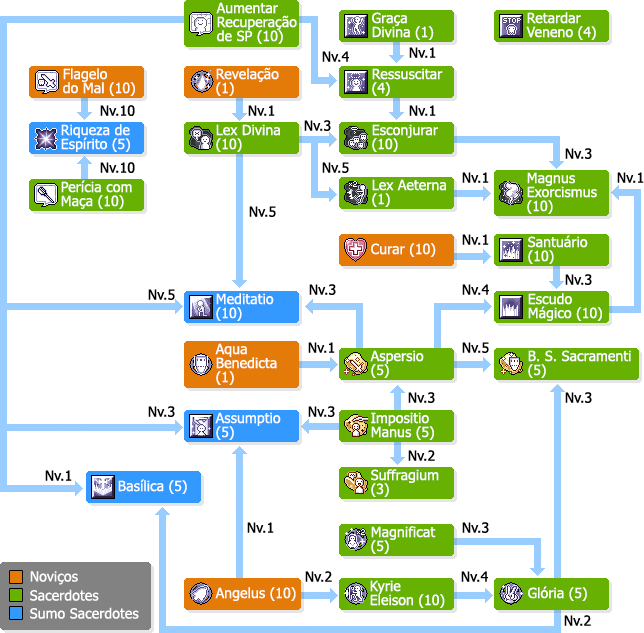 Aumentar
Recuperação
de SP (10)
Graça
Divina (1)
Retardar
Veneno (4)
Nv.4
Nv.1
Flagelo
do Mal (10)
Revelação
(1)
Ressuscitar
(4)
Nv.10
Nv.1
Nv.1
Riqueza de
Espírito (5)
Lex Divina
(10)
Nv.3
Esconjurar
(10)
Nv.3
Nv.10
Nv.5
Nv.1
Nv.1
Perícia com
Maça (10)
Lex Aeterna
(1)
Magnus
Exorcismus
(10)
Nv.5
Curar (10)
Nv.1
Santuário
(10)
Nv.3
Nv.5
Meditatio
(10)
Nv.3
Nv.4
Escudo
Mágico (10)
Aqua
Benedicta
(1)
Nv.1
Aspersio
(5)
Nv.5
B. S. Sacramenti
(5)
Nv.3
Nv.3
Nv.3
Assumptio
(5)
Nv.3
Impositio
Manus (5)
Nv.2
Nv.1
Basílica (5)
Suffragium
(3)
Nv.1
Magnificat
(5)
Nv.3
Noviços
Sacerdotes
Sumo Sacerdotes
Angelus (10)
Nv.2
Kyrie
Eleison (10)
Nv.4
Glória (5)
Nv.2